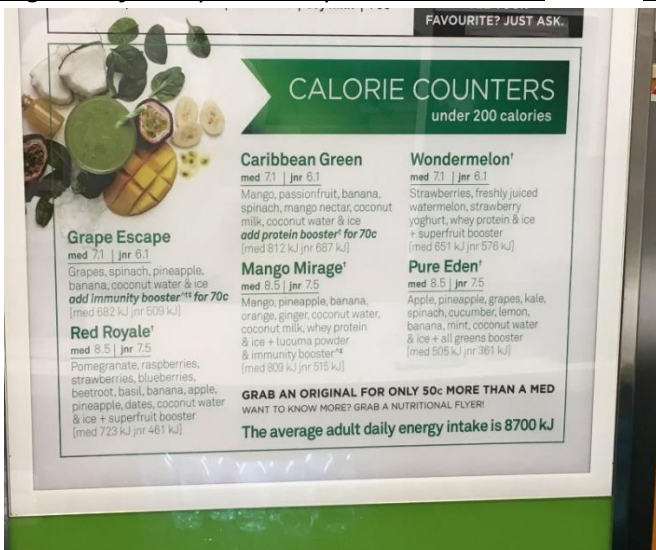 FAVOURITE? JUST ASK.
CALORIE COUNTERS
under 200 calories
Grape Escape
med 7.1 | jnr 6.1
Grapes, spinach, pineapple,
banana, coconut water & ice
add immunity booster^†‡ for 70c
[med 682 kJ jnr 509 kJ]
Red Royale†
med 8.5 | jnr 7.5
Pomegranate, raspberries,
strawberries, blueberries,
beetroot, basil, banana, apple,
pineapple, dates, coconut water
& ice + superfruit booster
[med 723 kJ jnr 461 kJ]
Caribbean Green
med 7.1 | jnr 6.1
Mango, passionfruit, banana,
spinach, mango nectar, coconut
milk, coconut water & ice
add protein booster‡ for 70c
[med 812 kJ jnr 687 kJ]
Mango Mirage†
med 8.5 | jnr 7.5
Mango, pineapple, banana,
orange, ginger, coconut water,
coconut milk, whey protein
& ice + lucuma powder
& immunity booster^‡
[med 809 kJ jnr 515 kJ]
Wondermelon†
med 7.1 | jnr 6.1
Strawberries, freshly juiced
watermelon, strawberry
yoghurt, whey protein & ice
+ superfruit booster
[med 651 kJ jnr 576 kJ]
Pure Eden†
med 8.5 | jnr 7.5
Apple, pineapple, grapes, kale,
spinach, cucumber, lemon,
banana, mint, coconut water
& ice + all greens booster
[med 505 kJ jnr 361 kJ]
GRAB AN ORIGINAL FOR ONLY 50c MORE THAN A MED
WANT TO KNOW MORE? GRAB A NUTRITIONAL FLYER!
The average adult daily energy intake is 8700 kJ